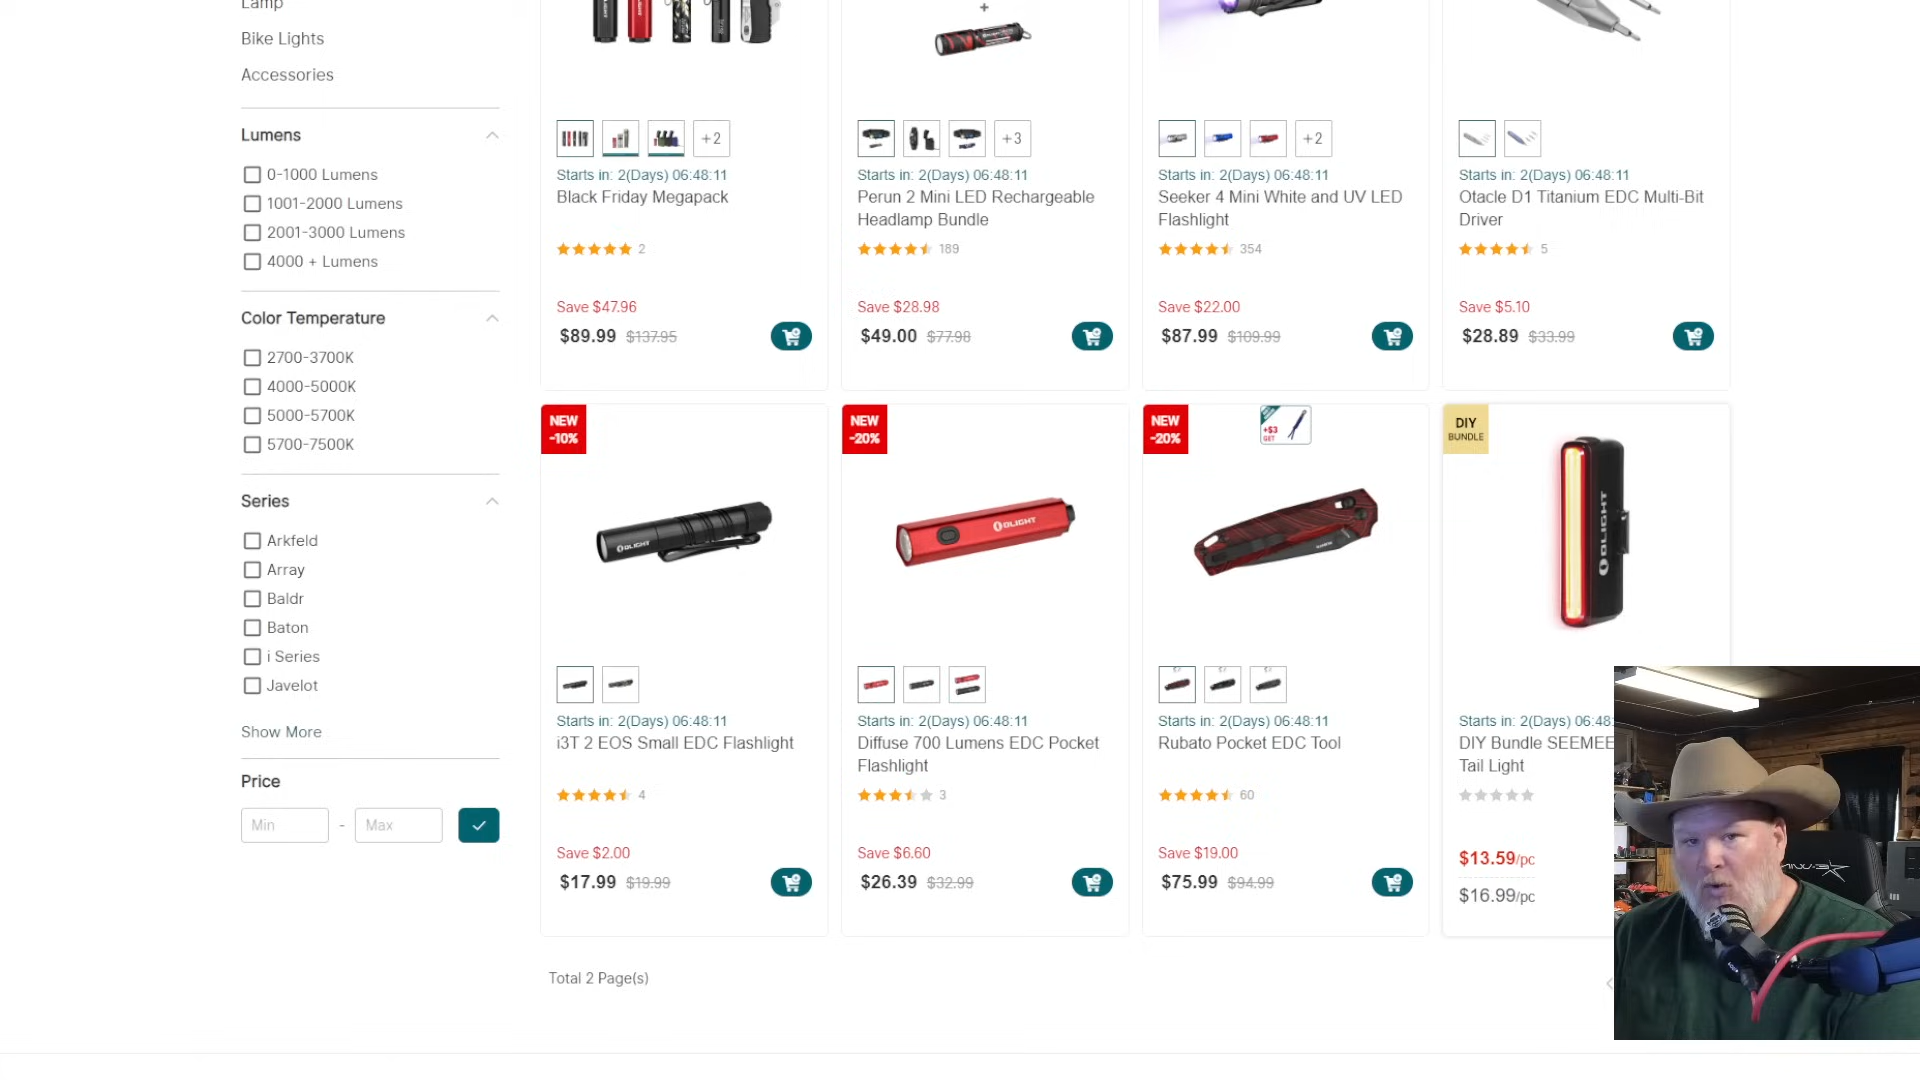 Lamp
Bike Lights
Accessories
Lumens
0-1000 Lumens
1001-2000 Lumens
2001-3000 Lumens
4000 + Lumens
Color Temperature
2700-3700K
4000-5000K
5000-5700K
5700-7500K
Series
Arkfeld
Array
Baldr
Baton
i Series
Javelot
Show More
Price
Min - Max
+
+2
Starts in: 2(Days) 06:48:11
Black Friday Megapack
2
Save $47.96
$89.99 $137.95
+3
Starts in: 2(Days) 06:48:11
Perun 2 Mini LED Rechargeable
Headlamp Bundle
189
Save $28.98
$49.00 $77.98
+2
Starts in: 2(Days) 06:48:11
Seeker 4 Mini White and UV LED
Flashlight
354
Save $22.00
$87.99 $109.99
Starts in: 2(Days) 06:48:11
Otacle D1 Titanium EDC Multi-Bit
Driver
5
Save $5.10
$28.89 $33.99
NEW
-10%
OLIGHT
Starts in: 2(Days) 06:48:11
i3T 2 EOS Small EDC Flashlight
4
Save $2.00
$17.99 $19.99
NEW
-20%
OLIGHT
Starts in: 2(Days) 06:48:11
Diffuse 700 Lumens EDC Pocket
Flashlight
3
Save $6.60
$26.39 $32.99
NEW
-20%
+$3
GET
Starts in: 2(Days) 06:48:11
Rubato Pocket EDC Tool
60
Save $19.00
$75.99 $94.99
DIY
BUNDLE
OLIGHT
Starts in: 2(Days) 06:48:
DIY Bundle SEEMEE
Tail Light
$13.59/pc
$16.99/pc
Total 2 Page(s)